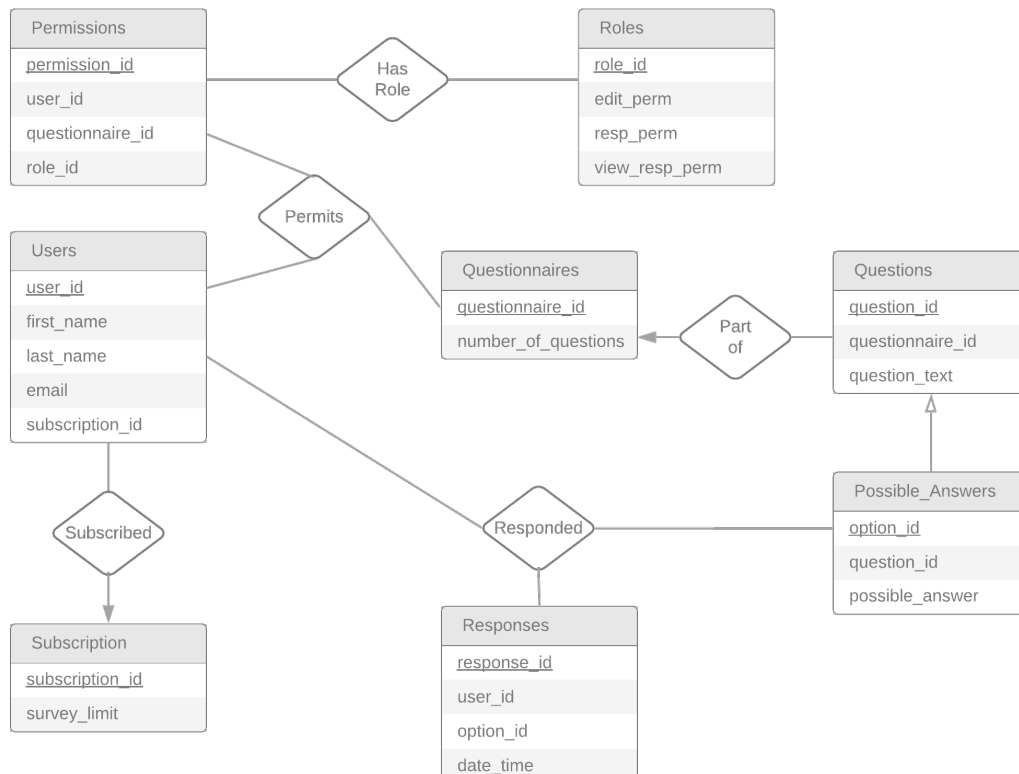 Permissions
permission_id
user_id
questionnaire_id
role_id
Has
Role
Roles
role_id
edit_perm
resp_perm
view_resp_perm
Permits
Users
user_id
first_name
last_name
email
subscription_id
Questionnaires
questionnaire_id
number_of_questions
Part
of
Questions
question_id
questionnaire_id
question_text
Possible_Answers
option_id
question_id
possible_answer
Subscribed
Responded
Subscription
subscription_id
survey_limit
Responses
response_id
user_id
option_id
date_time